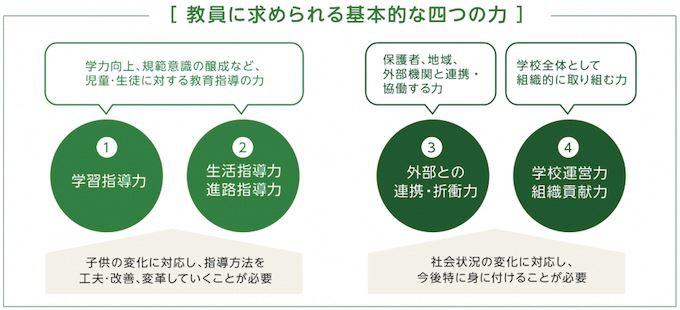 [ 教員に求められる基本的な四つの力 ]
学力向上、規範意識の醸成など、
児童・生徒に対する教育指導の力
保護者、地域、
外部機関と連携・
協働する力
学校全体として
組織的に取り組む力
1
学習指導力
2
生活指導力
進路指導力
3
外部との
連携・折衝力
4
学校運営力
組織貢献力
子供の変化に対応し、指導方法を
工夫・改善、変革していくことが必要
社会状況の変化に対応し、
今後特に身に付けることが必要